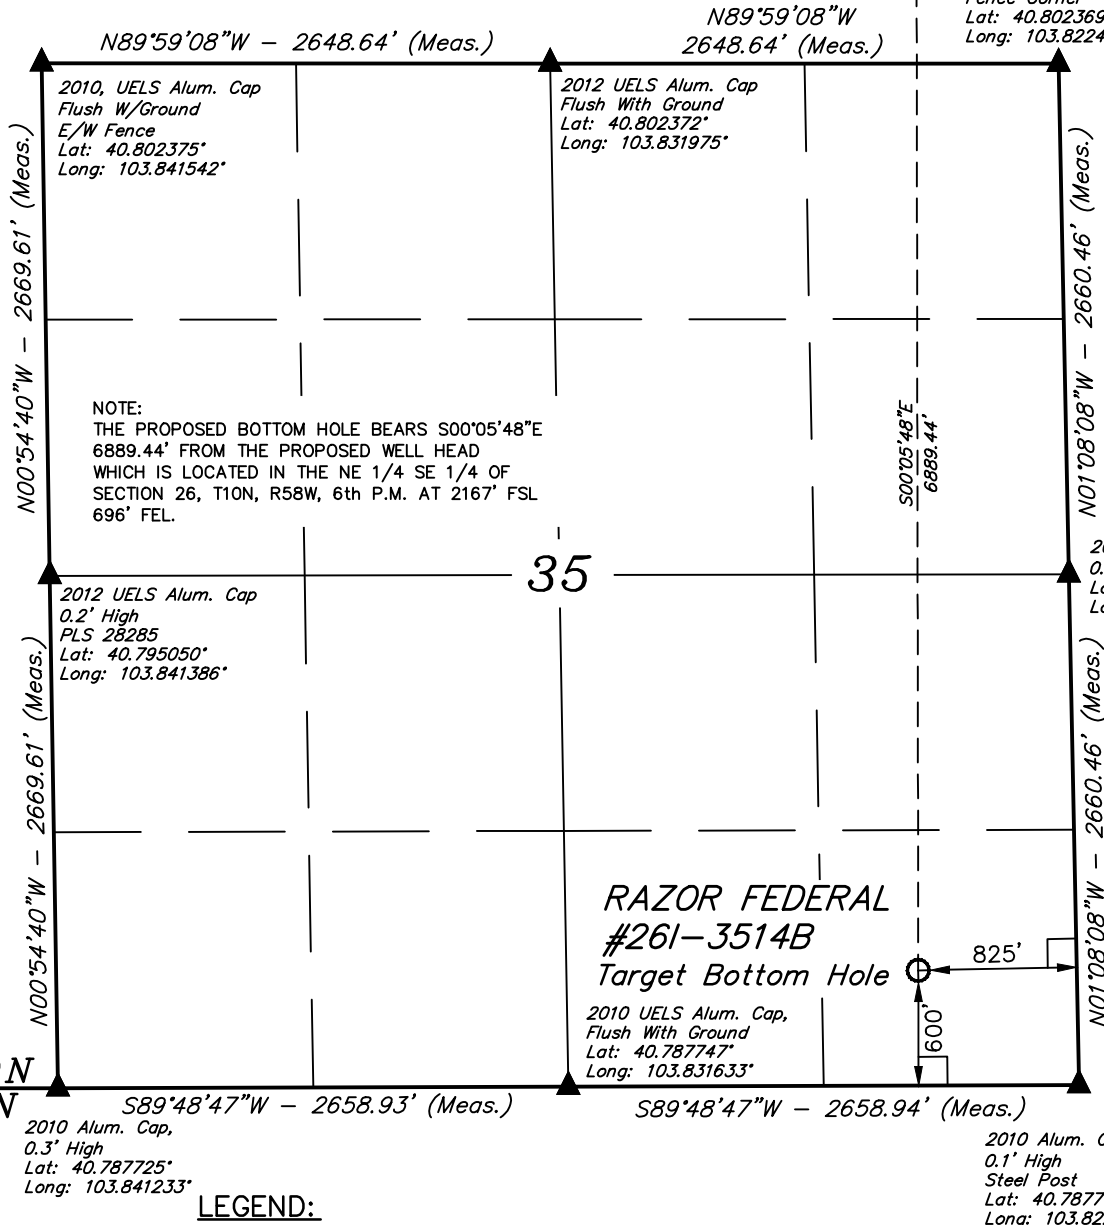 N89°59'08"W
Lat: 40.802369
Long: 103.8224
N89°59'08"W – 2648.64' (Meas.)
2648.64' (Meas.)
2010, UELS Alum. Cap
Flush W/Ground
E/W Fence
Lat: 40.802375°
Long: 103.841542°
2012 UELS Alum. Cap
Flush With Ground
Lat: 40.802372°
Long: 103.831975°
N00°54'40"W – 2669.61' (Meas.)
N01°08'08"W – 2660.46' (Meas.)
NOTE:
THE PROPOSED BOTTOM HOLE BEARS S00°05'48"E
6889.44' FROM THE PROPOSED WELL HEAD
WHICH IS LOCATED IN THE NE 1/4 SE 1/4 OF
SECTION 26, T10N, R58W, 6th P.M. AT 2167' FSL
696' FEL.
S00°05'48"E
6889.44'
35
2012 UELS Alum. Cap
0.2' High
PLS 28285
Lat: 40.795050°
Long: 103.841386°
N00°54'40"W – 2669.61' (Meas.)
N01°08'08"W – 2660.46' (Meas.)
RAZOR FEDERAL
#26I–3514B
Target Bottom Hole
825'
600'
2010 UELS Alum. Cap,
Flush With Ground
Lat: 40.787747°
Long: 103.831633°
N
N
S89°48'47"W – 2658.93' (Meas.)
S89°48'47"W – 2658.94' (Meas.)
2010 Alum. Cap,
0.3' High
Lat: 40.787725°
Long: 103.841233°
2010 Alum.
0.1' High
Steel Post
Lat: 40.7877
Long: 103.82
LEGEND: